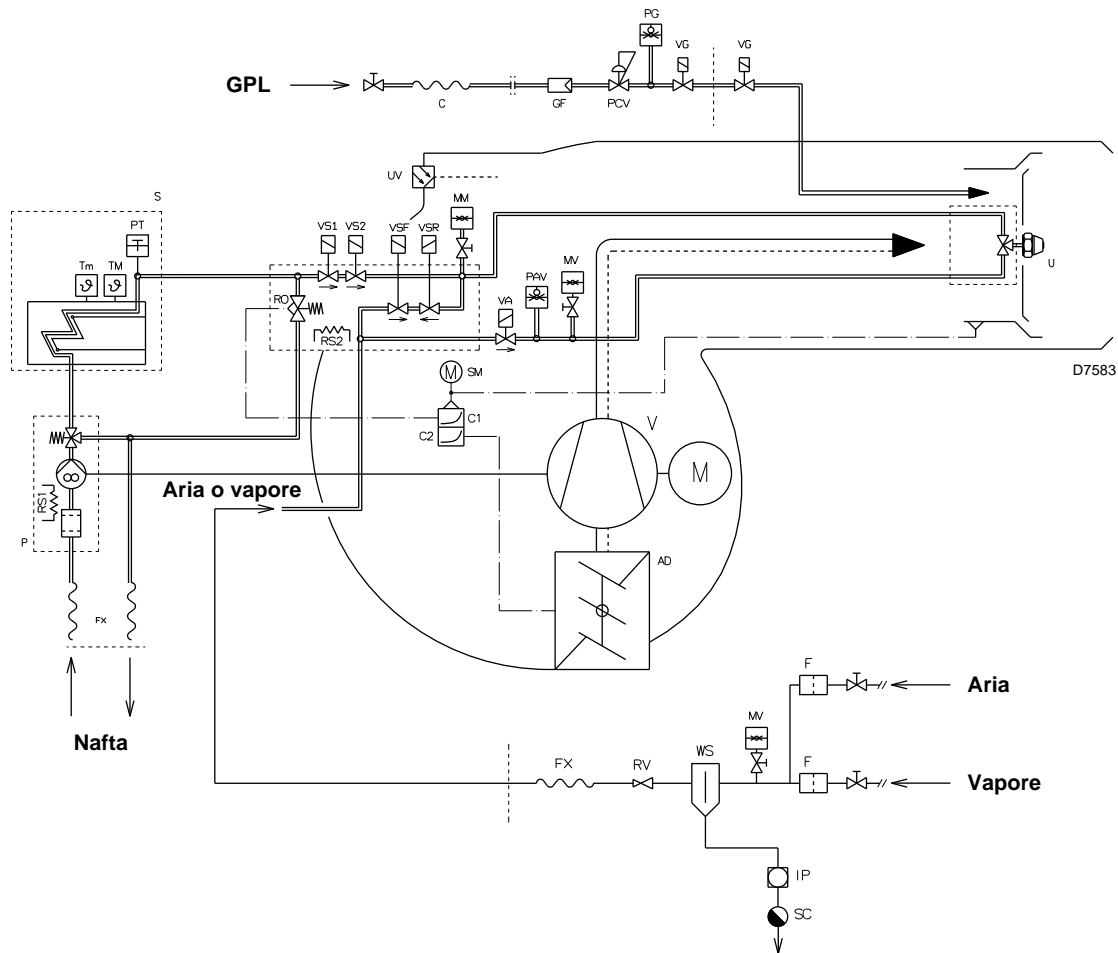 PG
VG
VG
GPL
C
GF
PCV
UV
MM
S
VS1
VS2
VSF
VSR
PT
Tm
TM
MV
PAV
VA
U
RO
RS2
D7583
M
SM
C1
C2
V
M
Aria o vapore
RS1
P
AD
FX
Nafta
F
Aria
MV
WS
FX
RV
F
Vapore
IP
SC